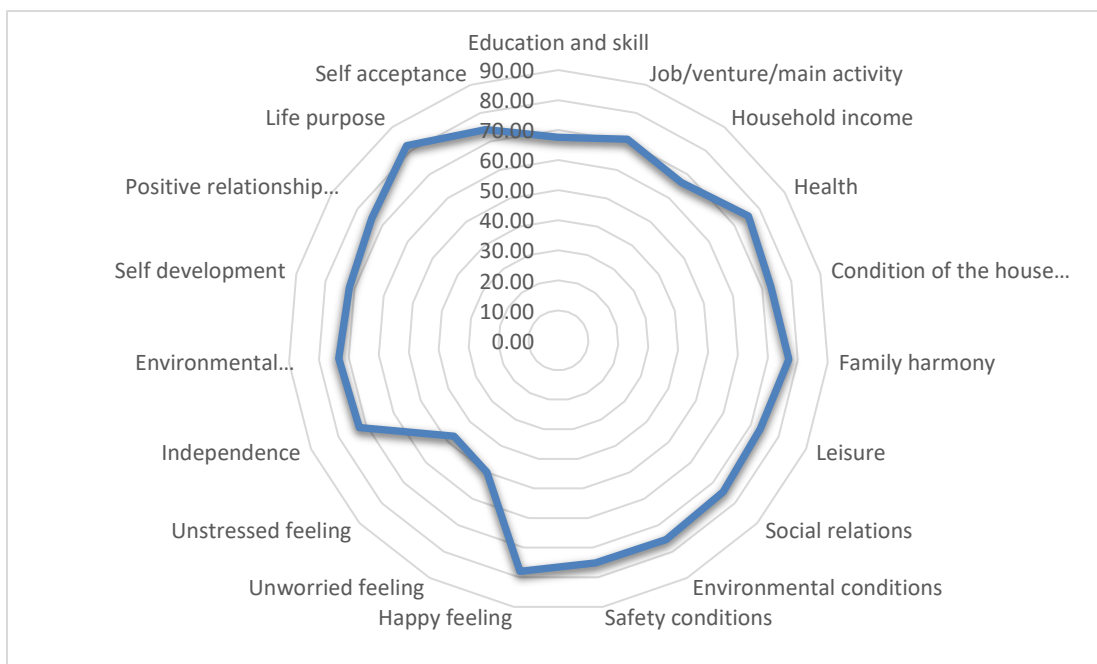 Education and skill
Job/venture/main activity
Household income
Health
Condition of the house...
Family harmony
Leisure
Social relations
Environmental conditions
Safety conditions
Happy feeling
Unworried feeling
Unstressed feeling
Independence
Environmental...
Self development
Positive relationship...
Life purpose
Self acceptance
90.00
80.00
70.00
60.00
50.00
40.00
30.00
20.00
10.00
0.00